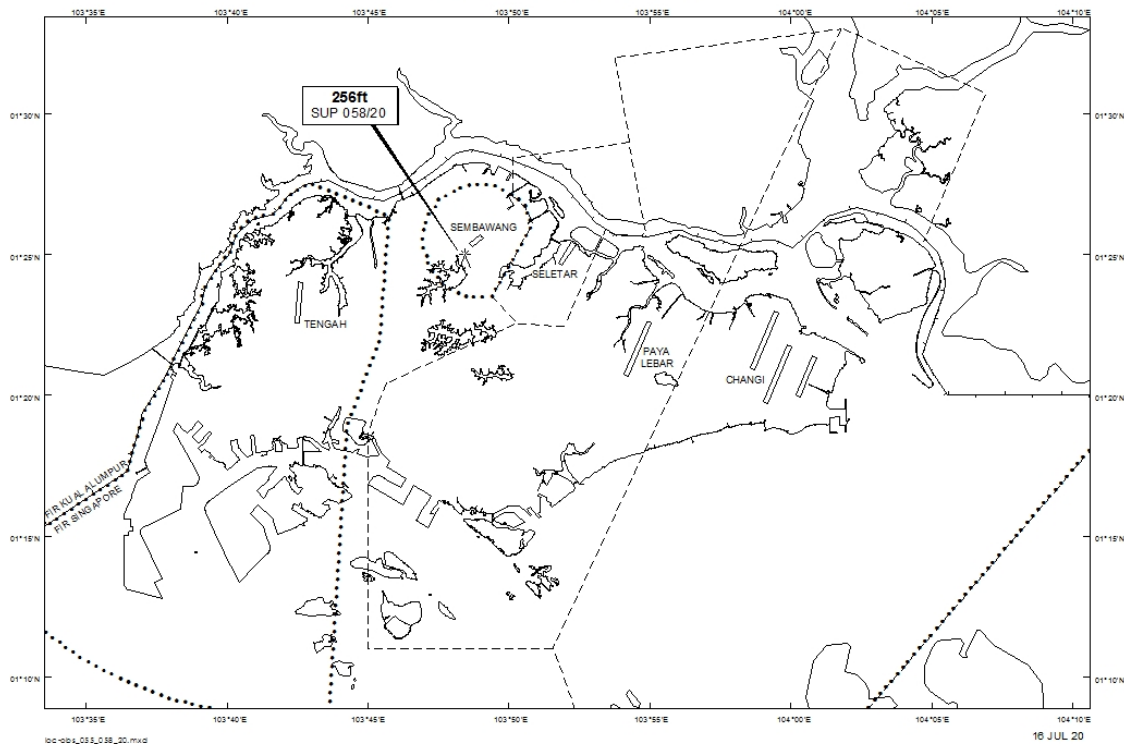 103°35'E 103°40'E 103°45'E 103°50'E 103°55'E 104°00'E 104°05'E 104°10'E
256ft
SUP 058/20
01°30'N 01°30'N
SEMBAWANG
01°25'N 01°25'N
SELETAR
TENGAH
PAYA
LEBAR
CHANGI
01°20'N 01°20'N
FIR KUALALUMPUR
FIR SINGAPORE
01°15'N 01°15'N
01°10'N 01°10'N
103°35'E 103°40'E 103°45'E 103°50'E 103°55'E 104°00'E 104°05'E 104°10'E
16 JUL 20